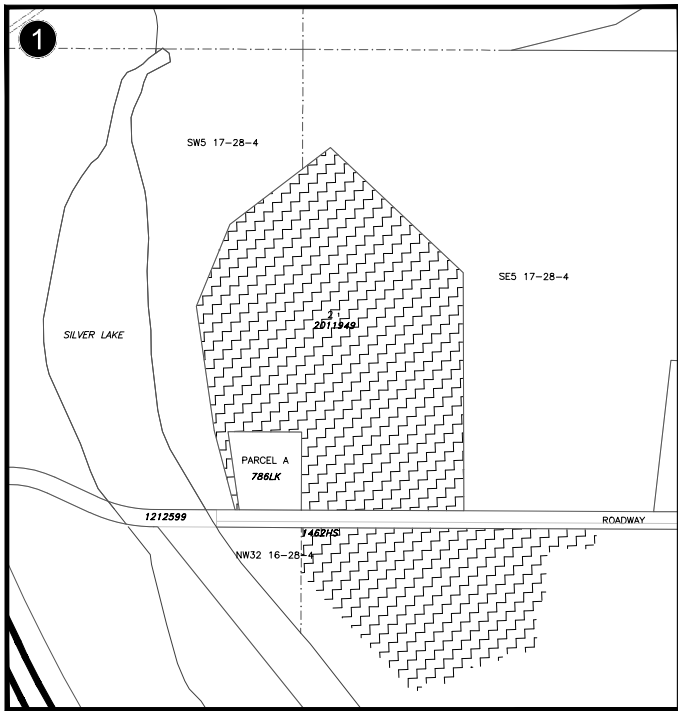 1
SW5 17-28-4
SE5 17-28-4
2
2011949
SILVER LAKE
PARCEL A
786LK
1212599
ROADWAY
1462HS
NW32 16-28-4